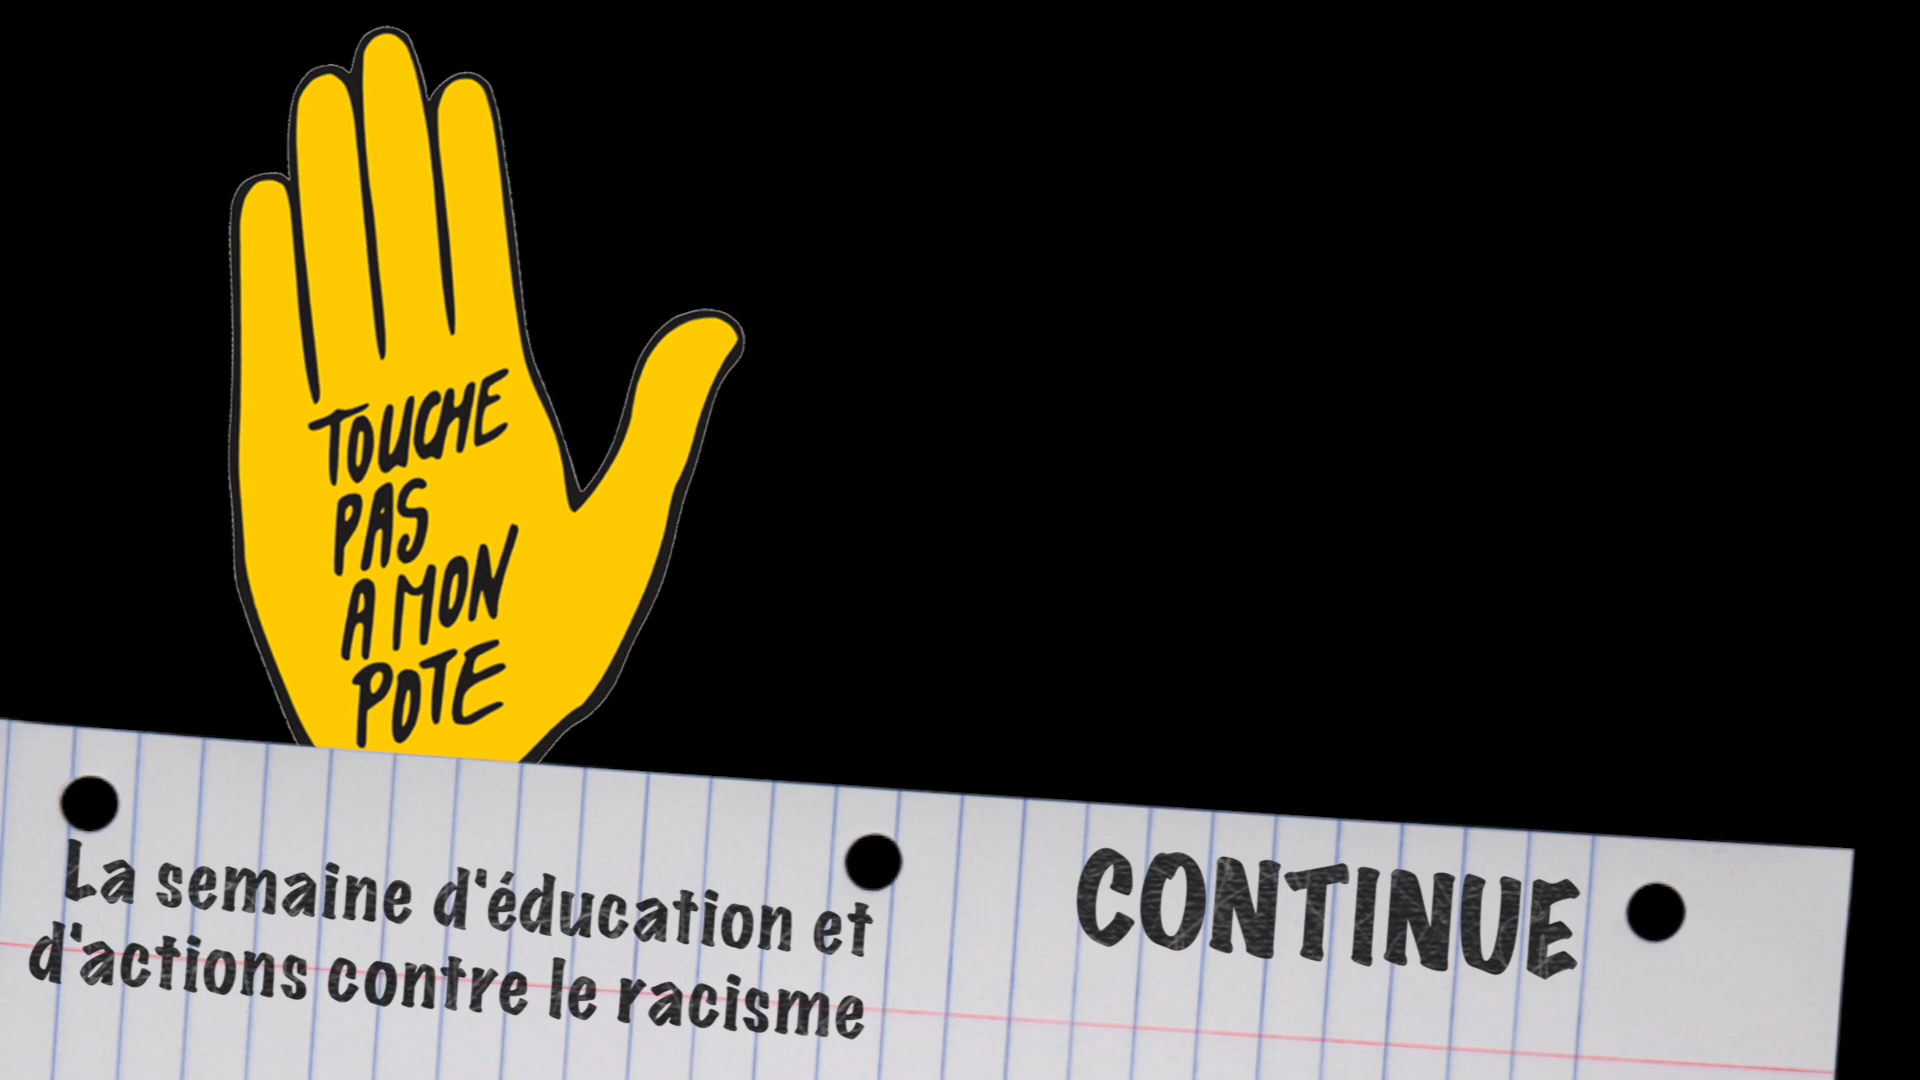 TOUCHE
PAS
A MON
POTE
La semaine d'éducation et
d'actions contre le racisme
CONTINUE